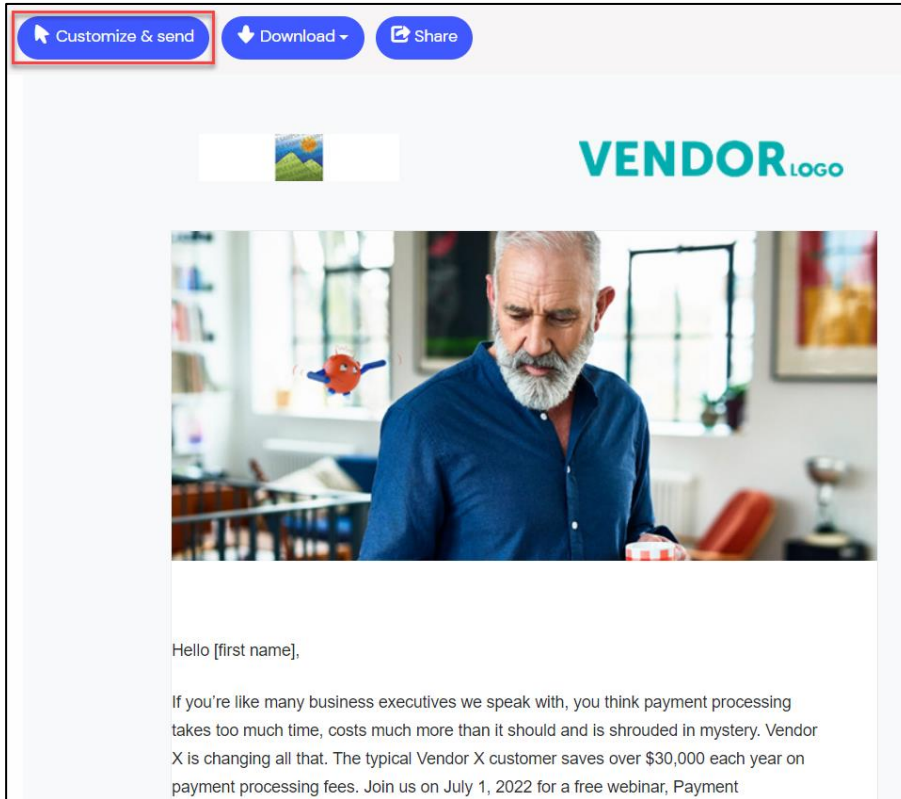 Customize & send
Download
Share
VENDOR LOGO
Hello [first name],
If you’re like many business executives we speak with, you think payment processing
takes too much time, costs much more than it should and is shrouded in mystery. Vendor
X is changing all that. The typical Vendor X customer saves over $30,000 each year on
payment processing fees. Join us on July 1, 2022 for a free webinar, Payment